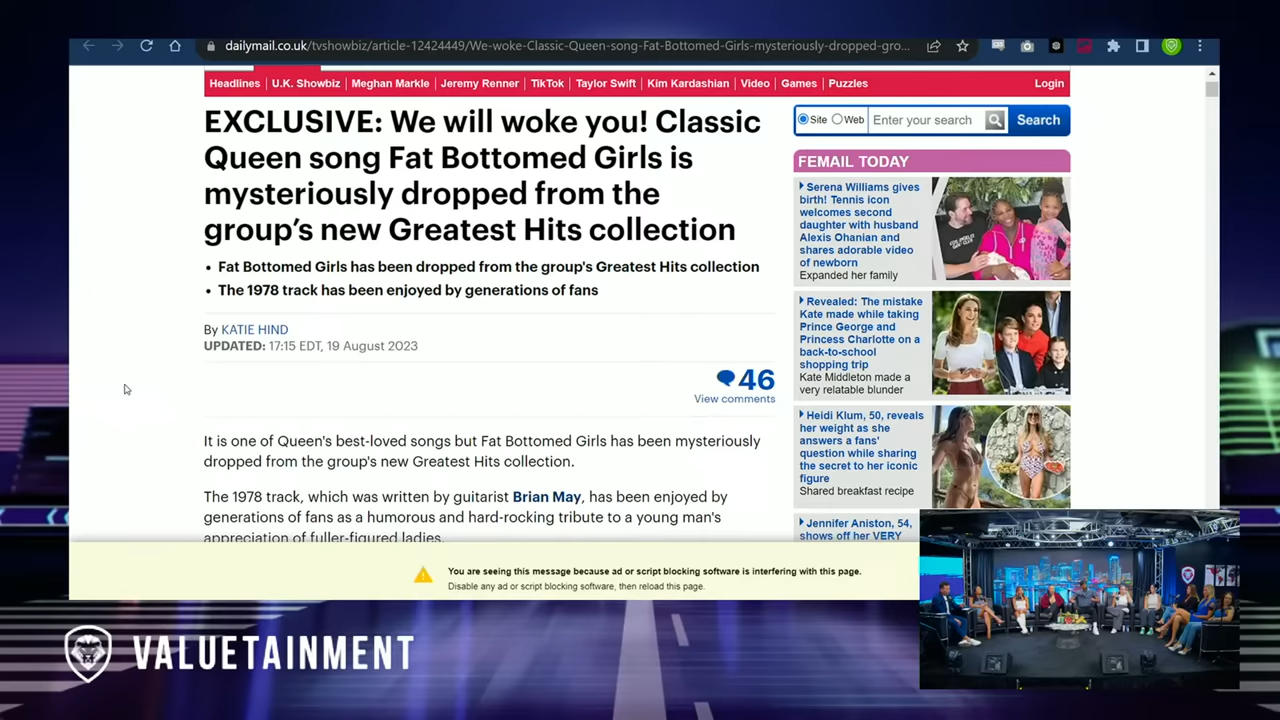 dailymail.co.uk/tvshowbiz/article-12424449/We-woke-Classic-Queen-song-Fat-Bottomed-Girls-mysteriously-dropped-gro...
Headlines | U.K. Showbiz | Meghan Markle | Jeremy Renner | TikTok | Taylor Swift | Kim Kardashian | Video | Games | Puzzles
Login
EXCLUSIVE: We will woke you! Classic
Queen song Fat Bottomed Girls is
mysteriously dropped from the
group's new Greatest Hits collection
• Fat Bottomed Girls has been dropped from the group's Greatest Hits collection
• The 1978 track has been enjoyed by generations of fans
By KATIE HIND
UPDATED: 17:15 EDT, 19 August 2023
46
View comments
It is one of Queen's best-loved songs but Fat Bottomed Girls has been mysteriously
dropped from the group's new Greatest Hits collection.
The 1978 track, which was written by guitarist Brian May, has been enjoyed by
generations of fans as a humorous and hard-rocking tribute to a young man's
appreciation of fuller-figured ladies.
Site Web Enter your search Search
FEMAIL TODAY
Serena Williams gives
birth! Tennis icon
welcomes second
daughter with husband
Alexis Ohanian and
shares adorable video
of newborn
Expanded her family
Revealed: The mistake
Kate made while taking
Prince George and
Princess Charlotte on a
back-to-school
shopping trip
Kate Middleton made a
very relatable blunder
Heidi Klum, 50, reveals
her weight as she
answers a fans'
question while sharing
the secret to her iconic
figure
Shared breakfast recipe
Jennifer Aniston, 54,
shows off her VERY
You are seeing this message because ad or script blocking software is interfering with this page.
Disable any ad or script blocking software, then reload this page.
VALUETAINMENT